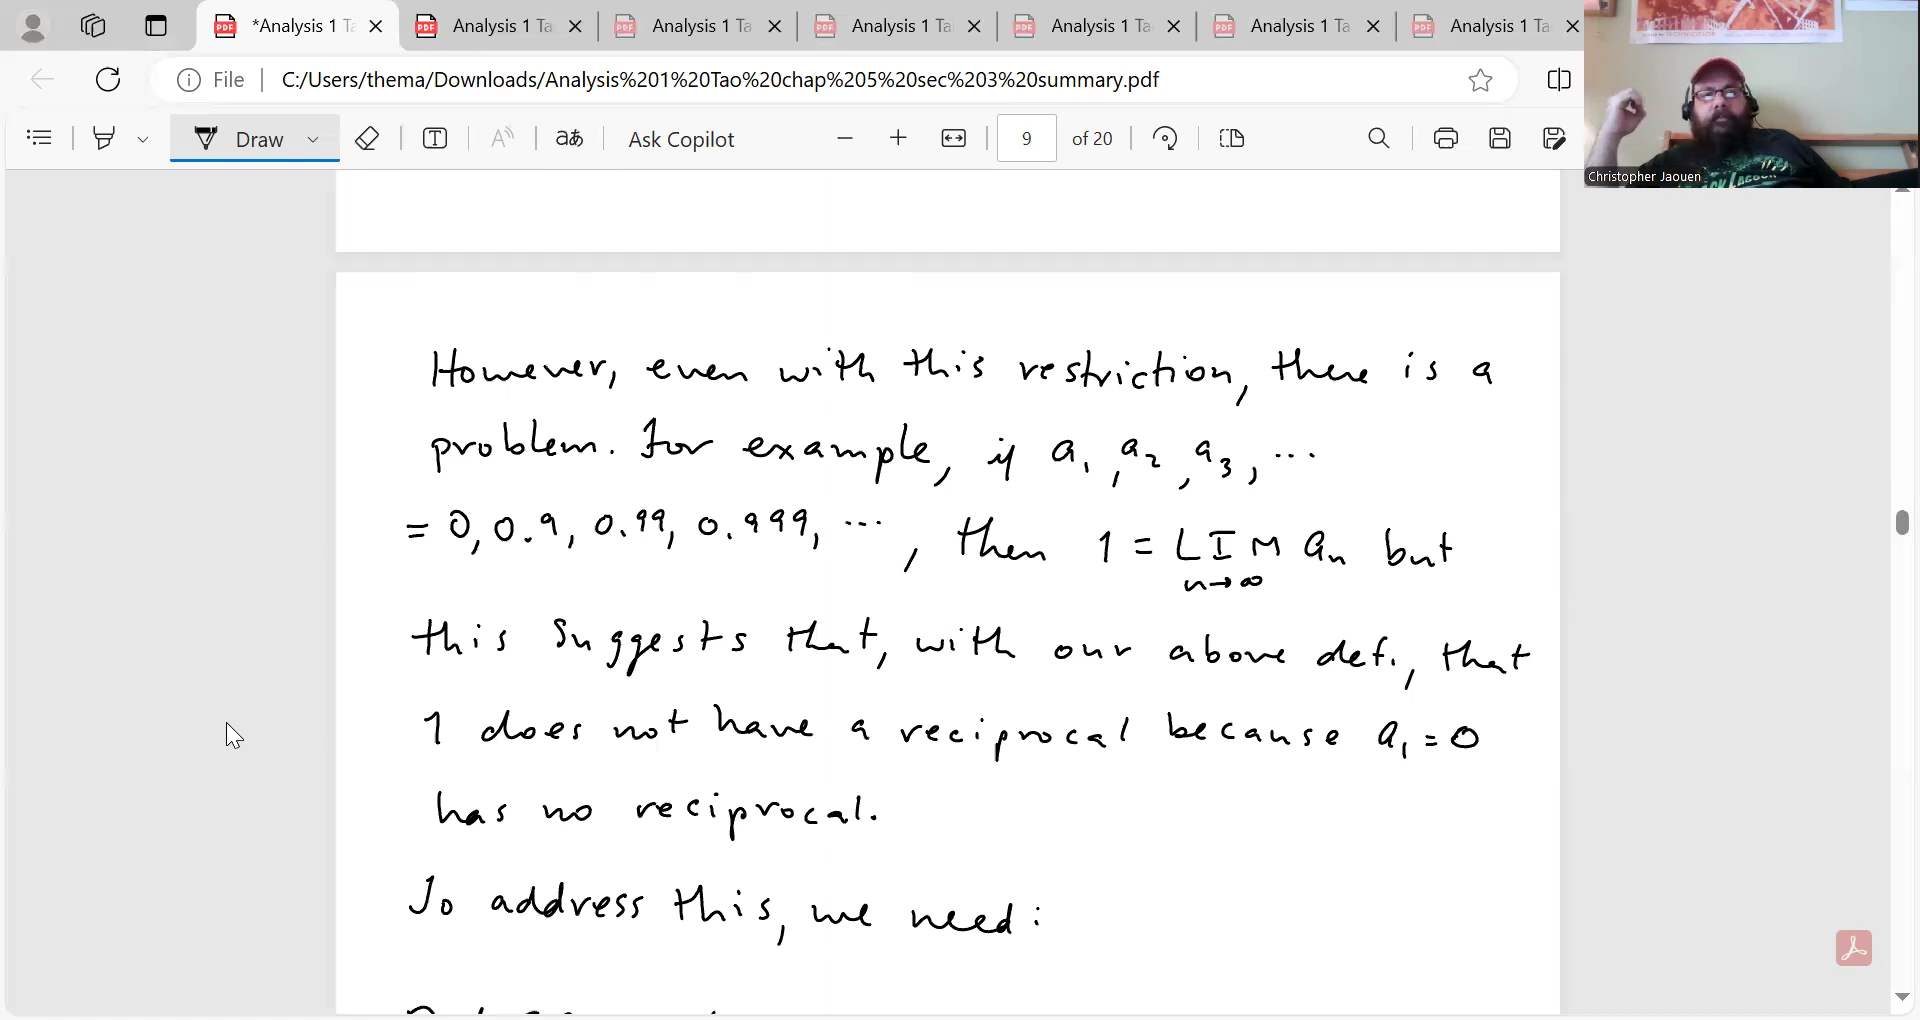 *Analysis 1 Ta
Analysis 1 Ta
Analysis 1 Ta
Analysis 1 Ta
Analysis 1 Ta
Analysis 1 Ta
Analysis 1 Ta
File
C:/Users/thema/Downloads/Analysis%201%20Tao%20chap%205%20sec%203%20summary.pdf
Draw
Ask Copilot
9 of 20
TECHNICOLOR
Christopher Jaouen
However, even with this restriction, there is a
problem. For example, if a₁, a₂, a₃, ...
= 0, 0.9, 0.99, 0.999, ..., then 1 = LIM aₙ but
n→∞
this suggests that, with our above def., that
1 does not have a reciprocal because a₁ = 0
has no reciprocal.
To address this, we need: